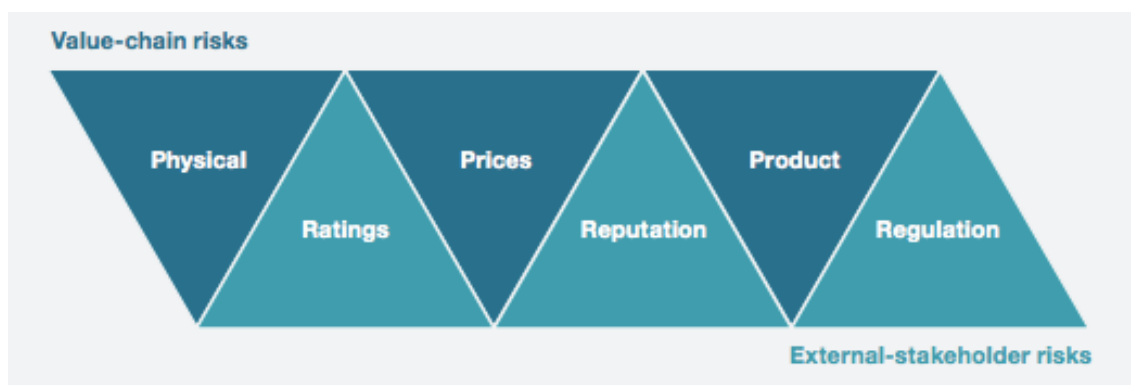 Value-chain risks
Physical
Prices
Product
Ratings
Reputation
Regulation
External-stakeholder risks